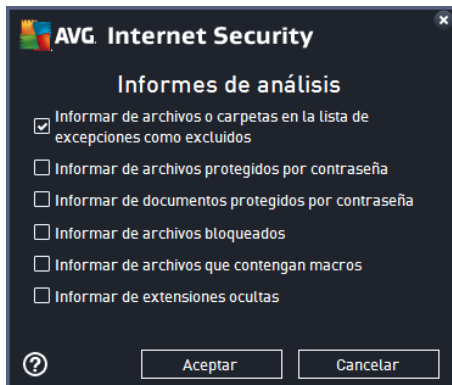 AVG Internet Security
Informes de análisis
Informar de archivos o carpetas en la lista de
excepciones como excluidos
Informar de archivos protegidos por contraseña
Informar de documentos protegidos por contraseña
Informar de archivos bloqueados
Informar de archivos que contengan macros
Informar de extensiones ocultas
?
Aceptar
Cancelar